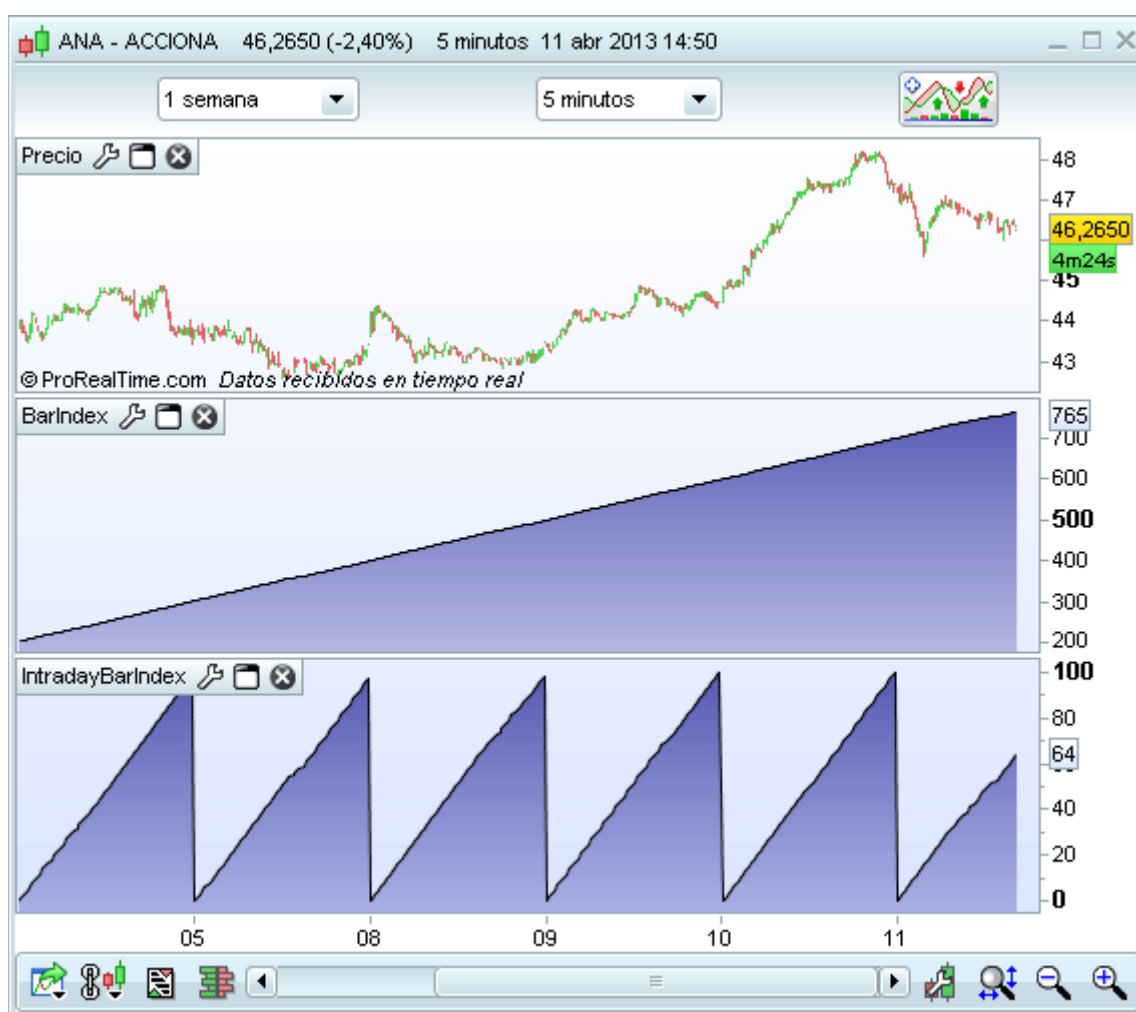 ANA - ACCIONA 46,2650 (-2,40%) 5 minutos 11 abr 2013 14:50
1 semana 5 minutos
Precio
48
47
46,2650
4m24s
45
44
43
©ProRealTime.com Datos recibidos en tiempo real
BarIndex
765
700
600
500
400
300
200
IntradayBarIndex
100
80
64
40
20
0
05 08 09 10 11